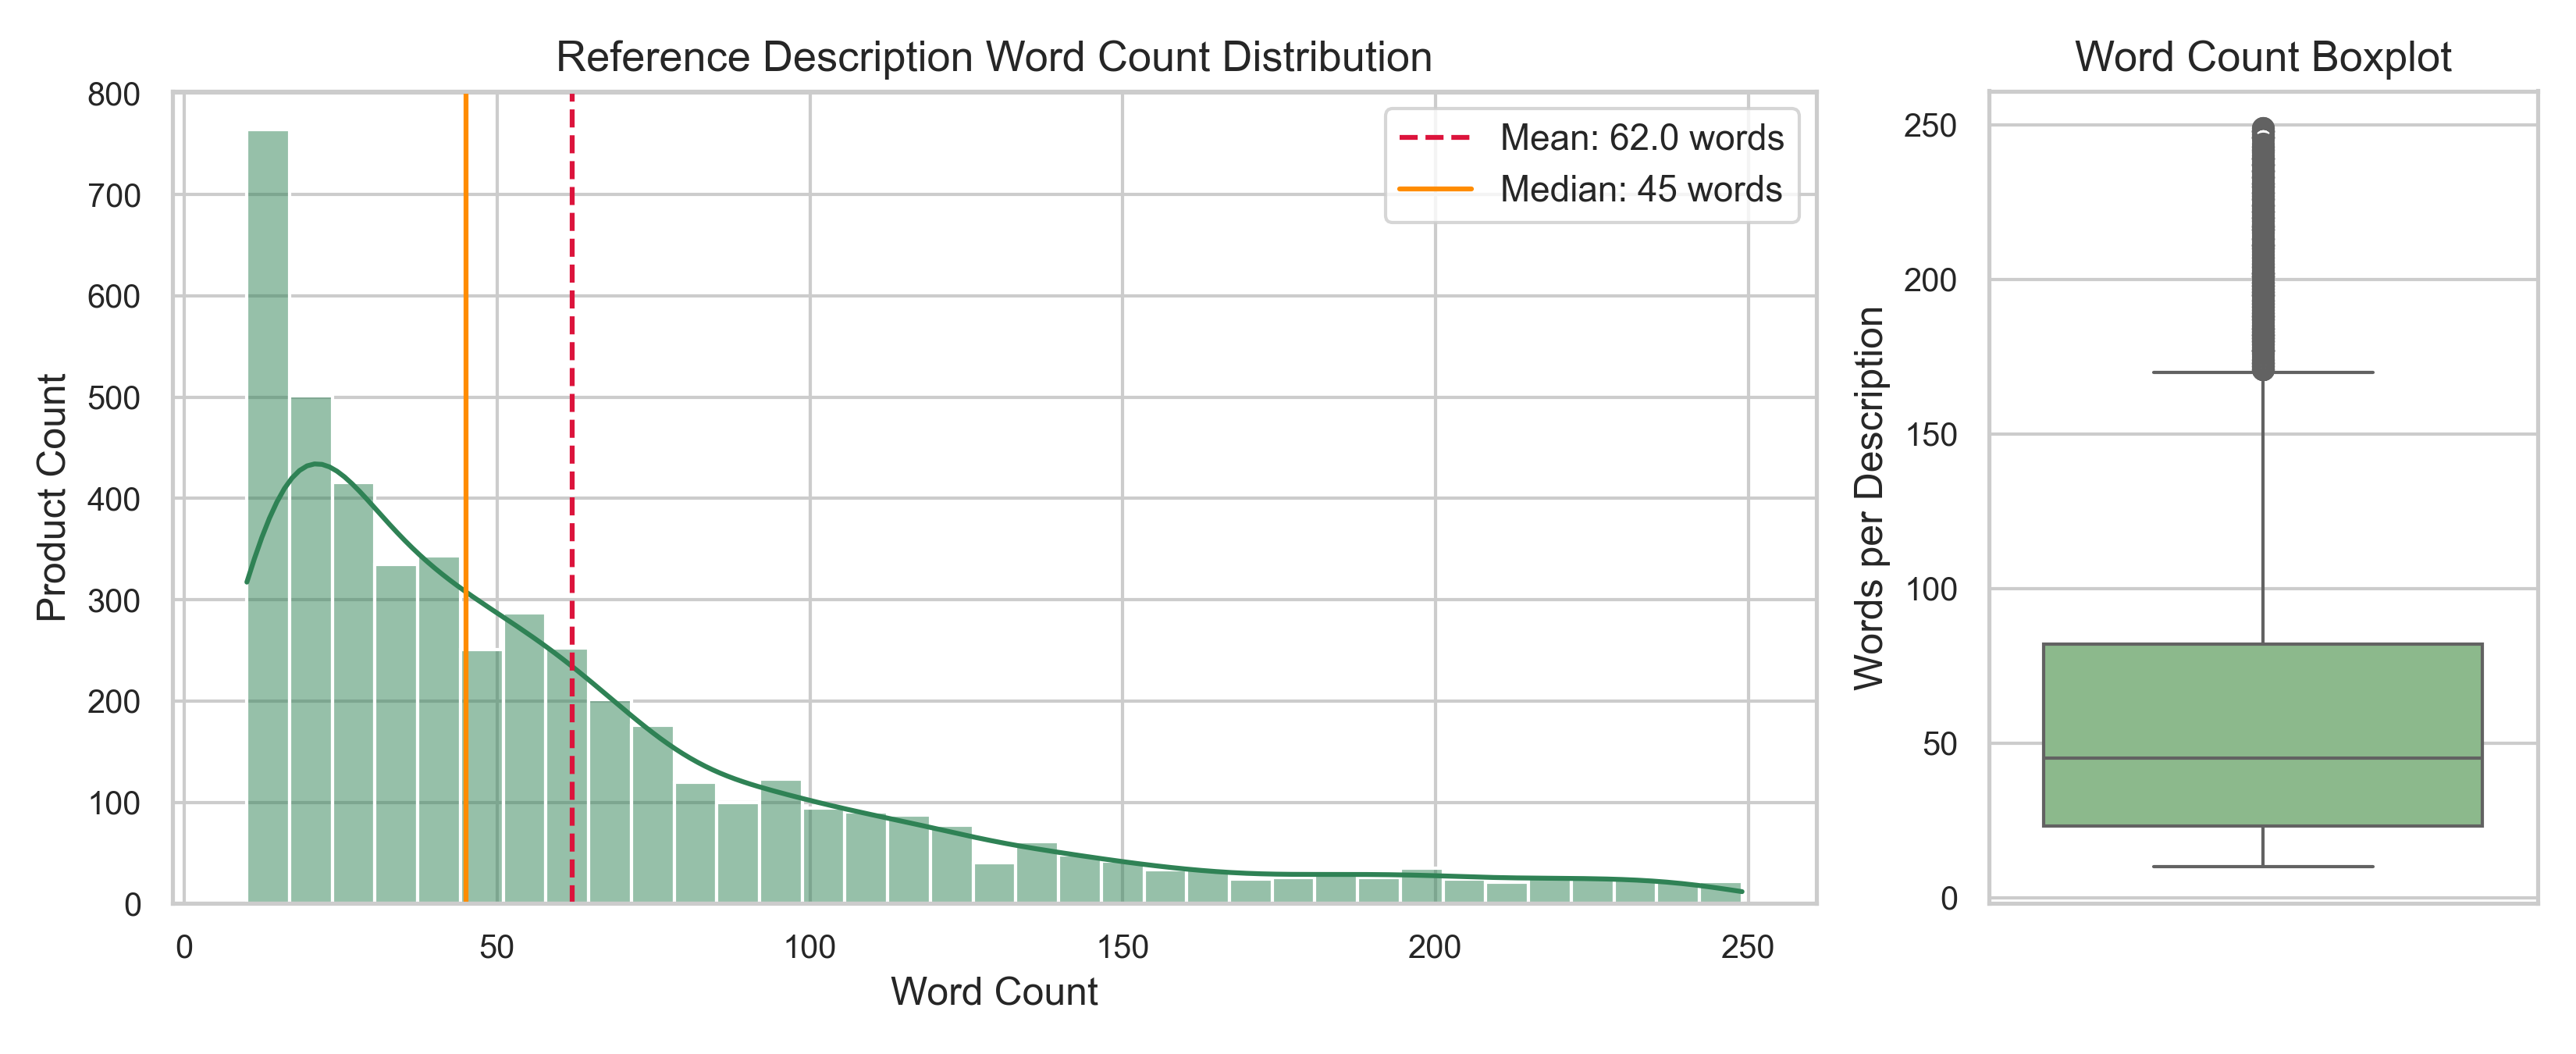 Reference Description Word Count Distribution
Product Count
800
700
600
500
400
300
200
100
0
Mean: 62.0 words
Median: 45 words
0 50 100 150 200 250
Word Count
Word Count Boxplot
Words per Description
250
200
150
100
50
0